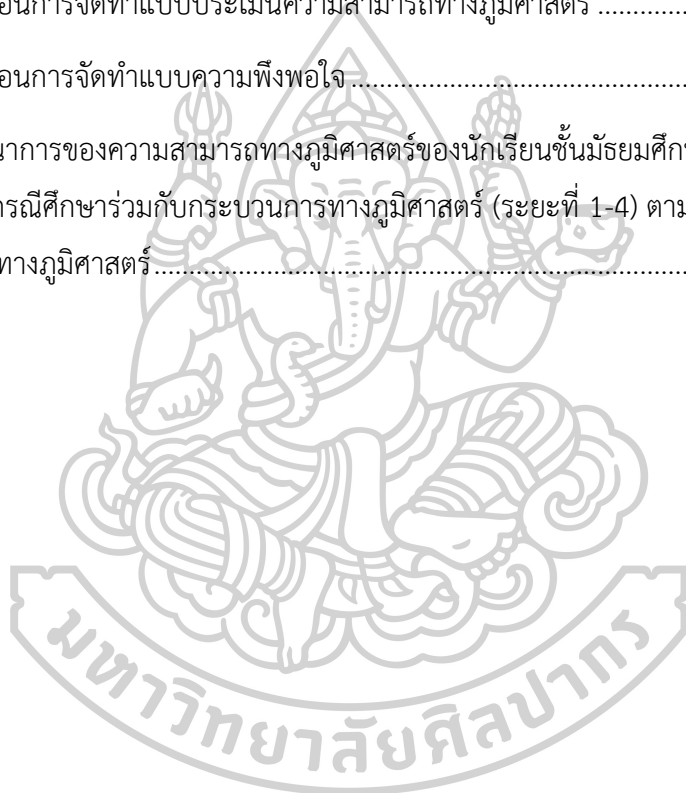 อนการจัดทำแบบประเมินความสามารถทางภูมิศาสตร์ ..............
อนการจัดทำแบบความพึงพอใจ..........................................................
นาการของความสามารถทางภูมิศาสตร์ของนักเรียนชั้นมัธยมศึกษ
กรณีศึกษาร่วมกับกระบวนการทางภูมิศาสตร์ (ระยะที่ 1-4) ตาม
ทางภูมิศาสตร์..........................................................................................
มหาวิทยาลัยศิลปากร